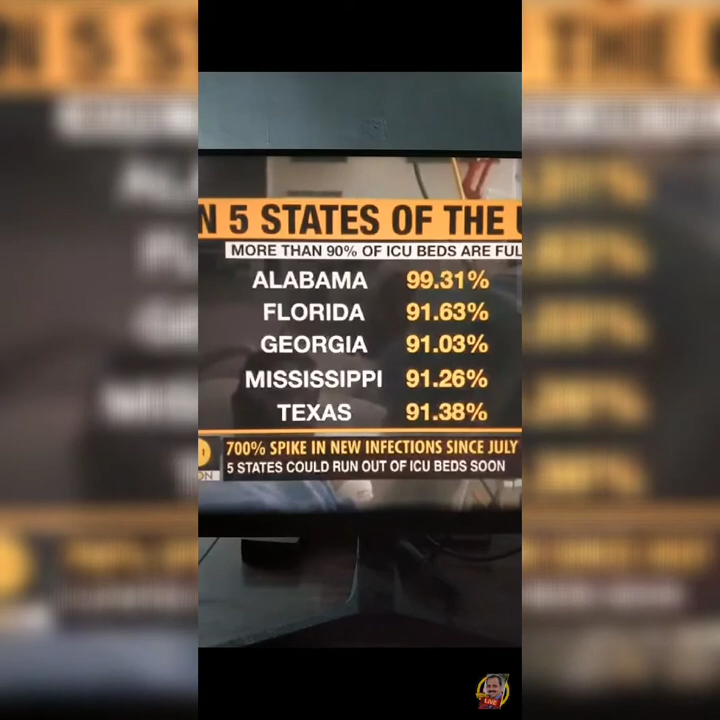 N 5 STATES OF THE
MORE THAN 90% OF ICU BEDS ARE FUL
ALABAMA 99.31%
FLORIDA 91.63%
GEORGIA 91.03%
MISSISSIPPI 91.26%
TEXAS 91.38%
700% SPIKE IN NEW INFECTIONS SINCE JULY
5 STATES COULD RUN OUT OF ICU BEDS SOON
ON
LIVE